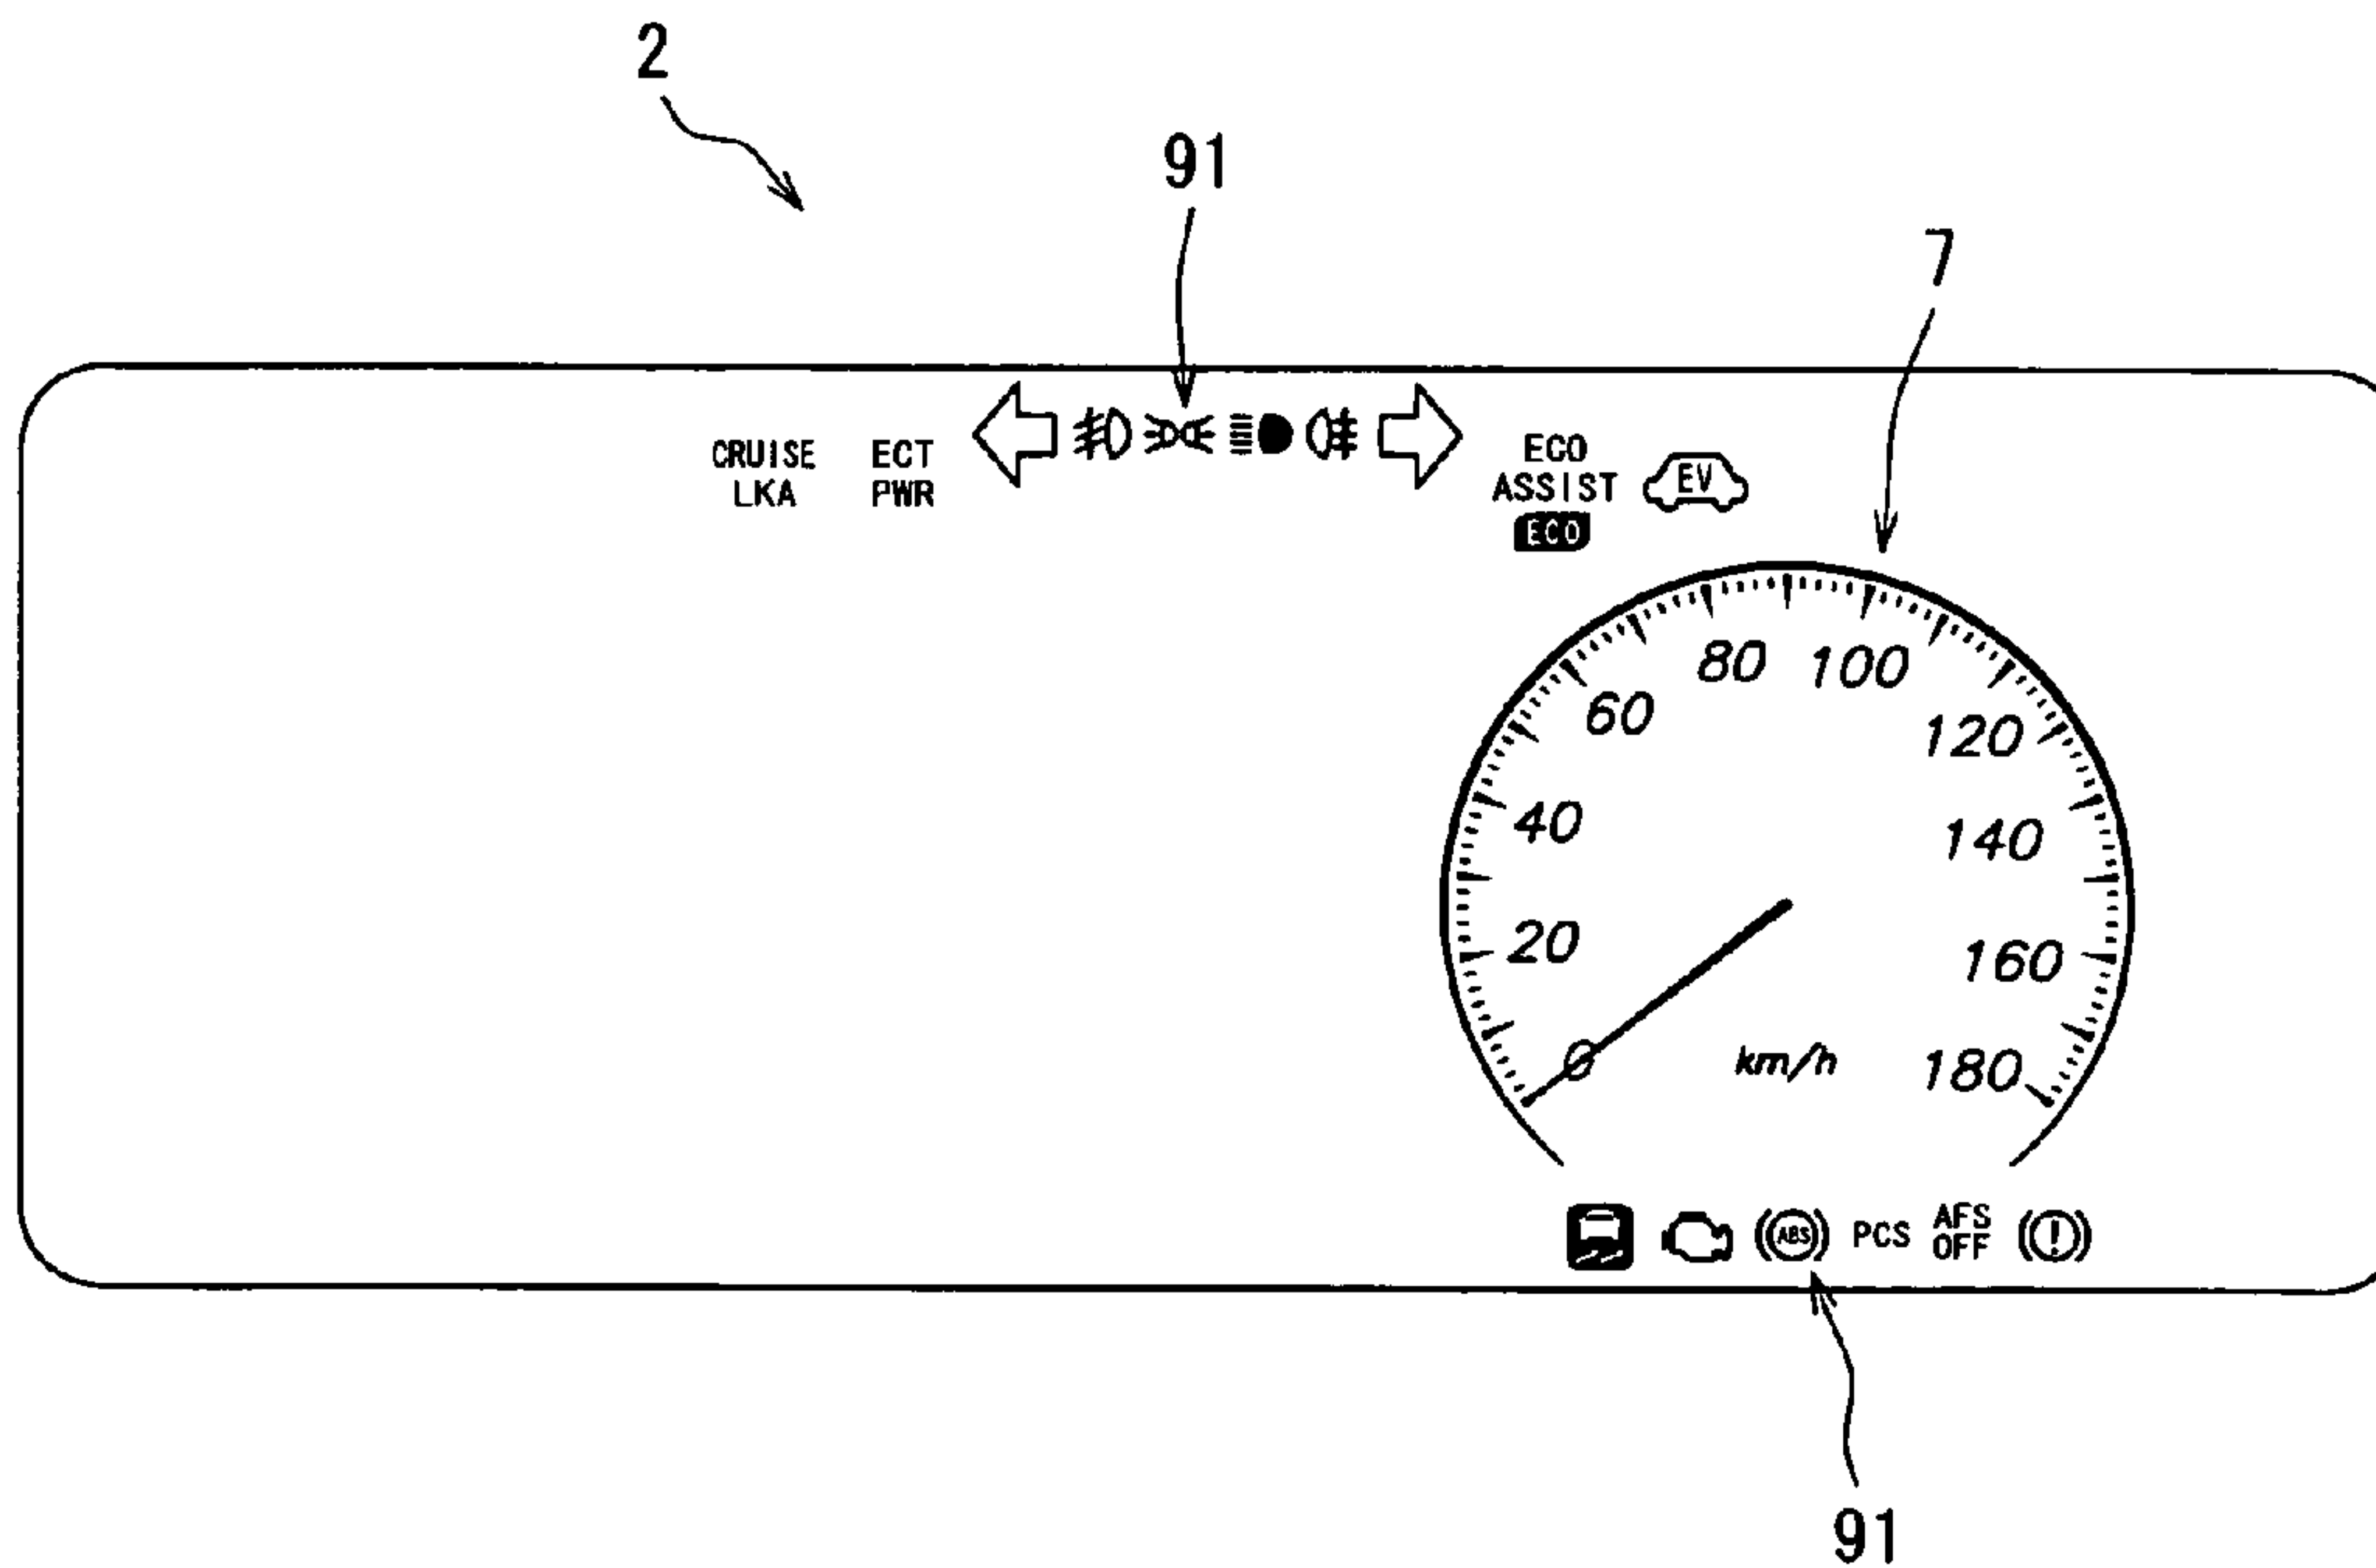 2
91
7
CRUISE
LKA
ECT
PWR
ECO
ASSIST
ECO
EV
80
100
60
120
40
140
20
160
0
km/h
180
ABS
PCS
AFS
OFF
!
91